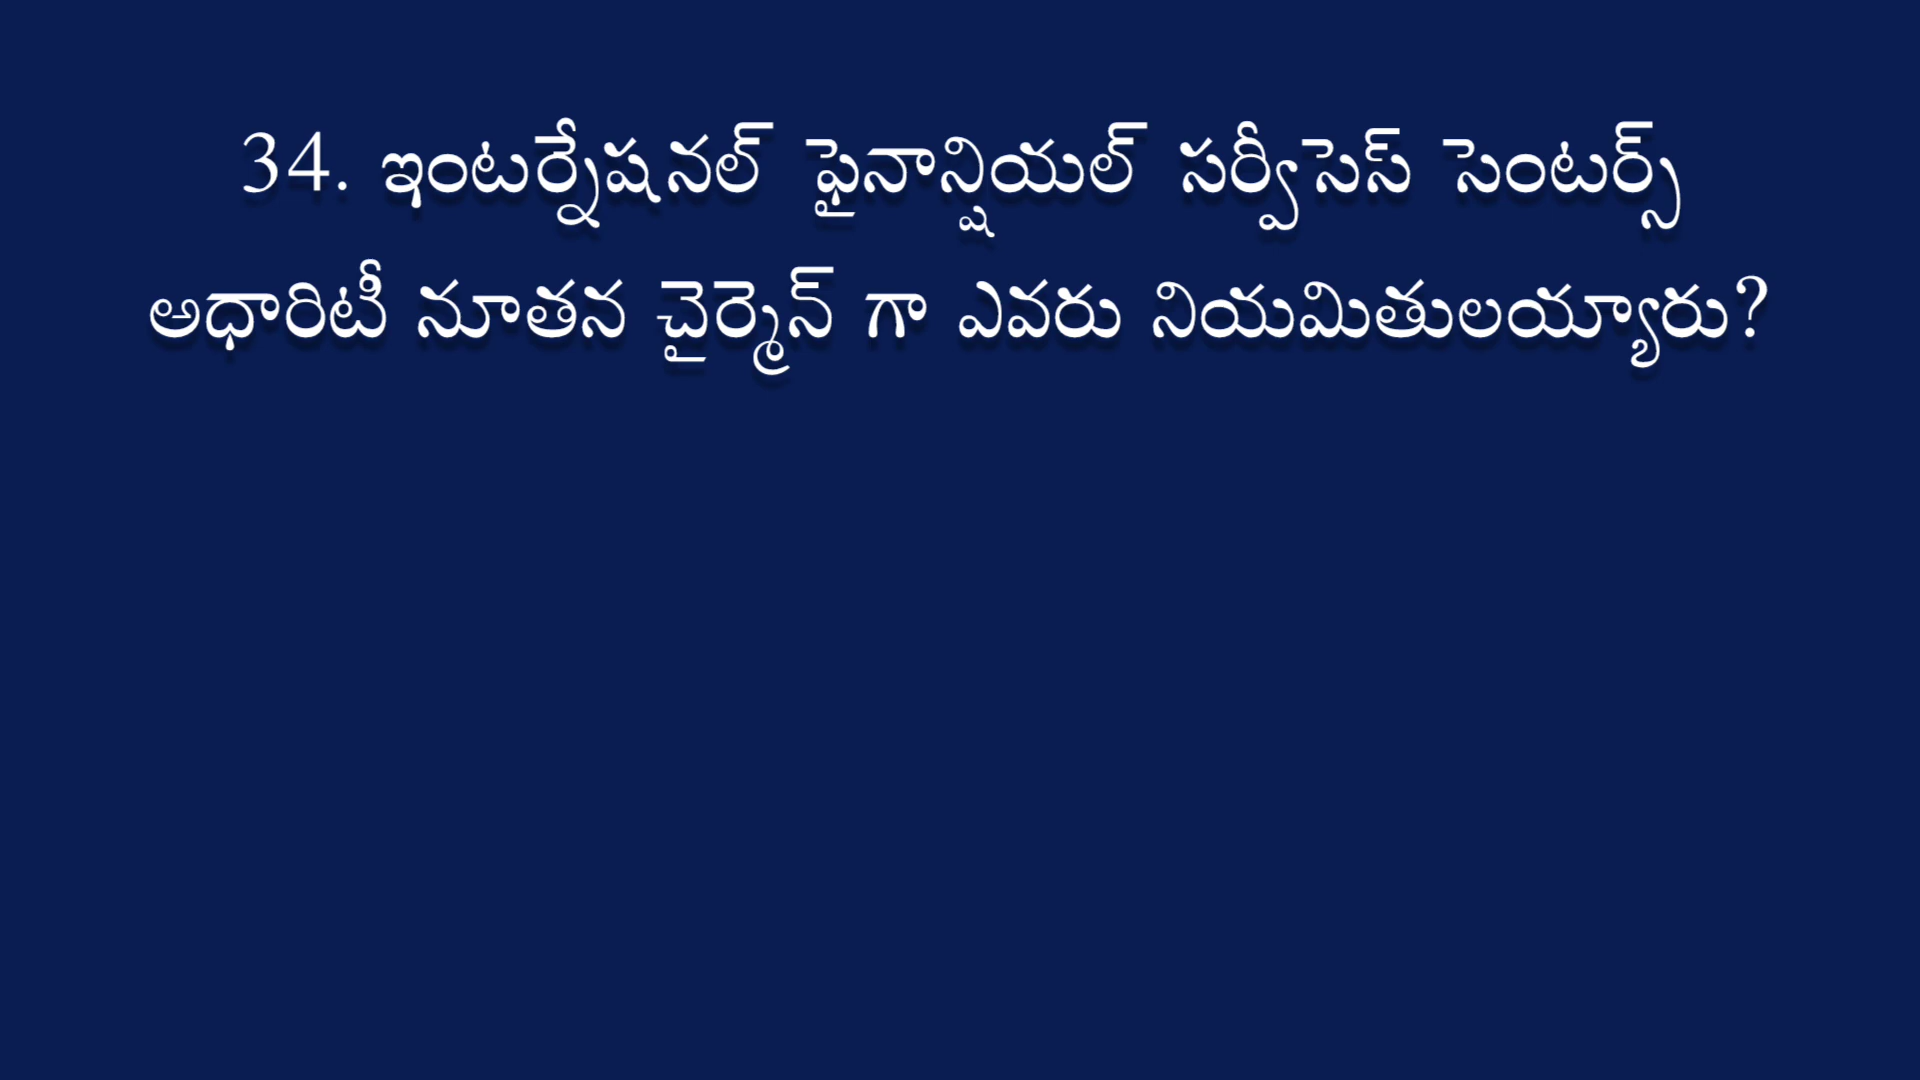 34. ఇంటర్నేషనల్ ఫైనాన్షియల్ సర్వీసెస్ సెంటర్స్
అధారిటీ నూతన చైర్మెన్ గా ఎవరు నియమితులయ్యారు?